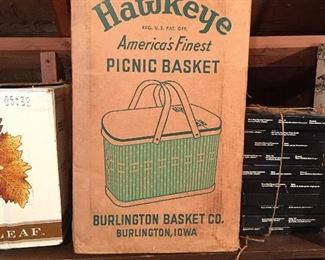 Hawkeye
REG. U.S. PAT. OFF.
America's Finest
PICNIC BASKET
BURLINGTON BASKET CO.
BURLINGTON, IOWA
05:32
LEAF.